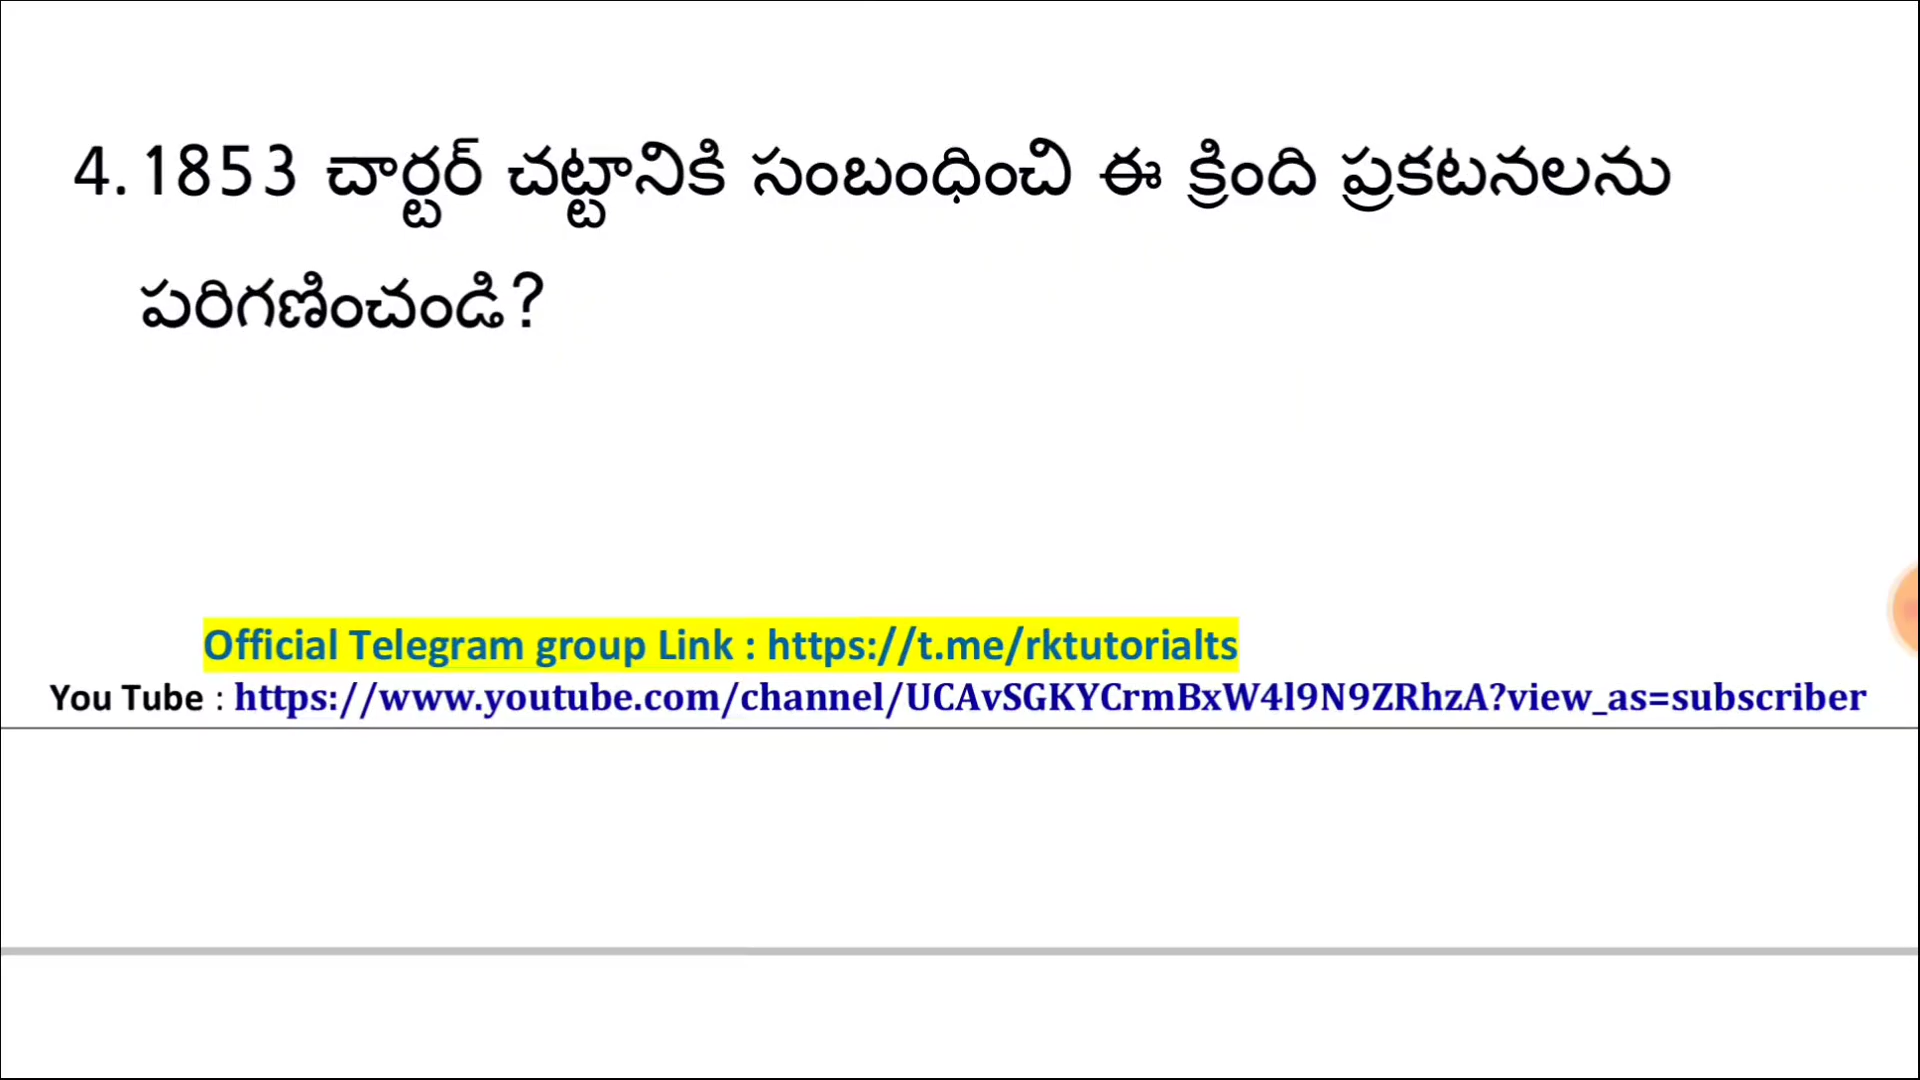 4. 1853 చార్టర్ చట్టానికి సంబంధించి ఈ క్రింది ప్రకటనలను
పరిగణించండి?
Official Telegram group Link : https://t.me/rktutorialts
You Tube : https://www.youtube.com/channel/UCAvSGKYCrmBxW4l9N9ZRhzA?view_as=subscriber